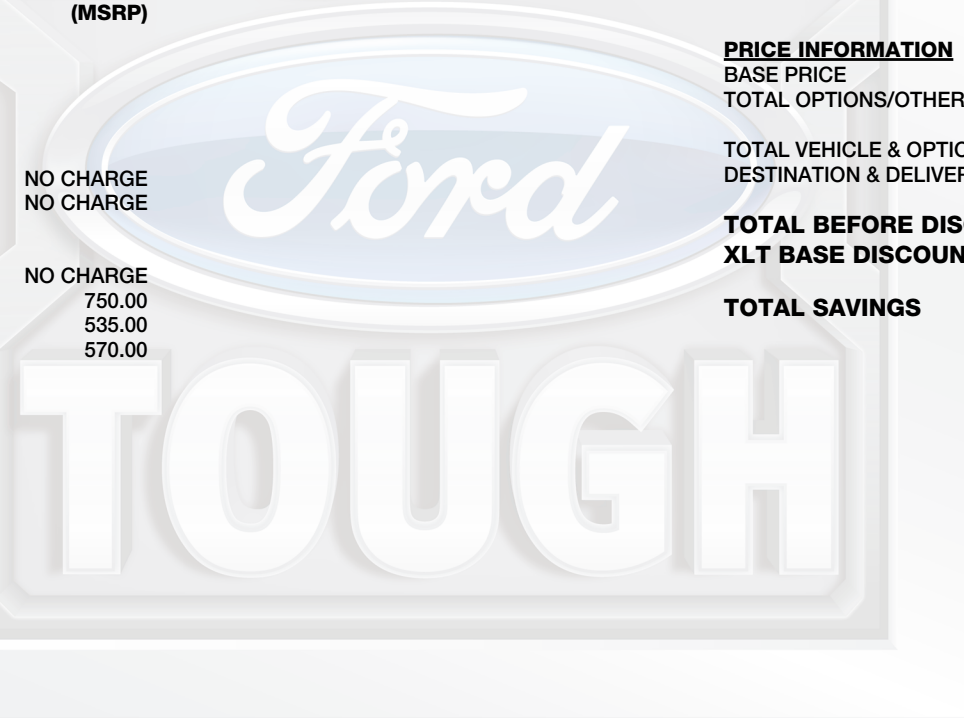 (MSRP)
NO CHARGE
NO CHARGE
NO CHARGE
750.00
535.00
570.00
PRICE INFORMATION
BASE PRICE
TOTAL OPTIONS/OTHER
TOTAL VEHICLE & OPTIO
DESTINATION & DELIVER
TOTAL BEFORE DIS
XLT BASE DISCOUN
TOTAL SAVINGS
Ford
TOUGH